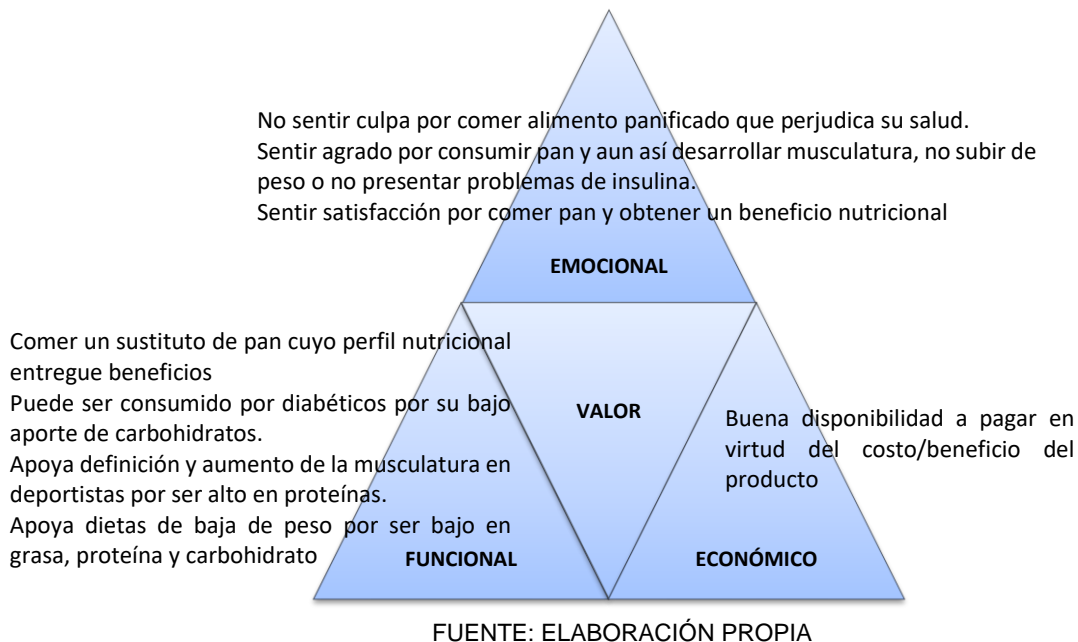 No sentir culpa por comer alimento panificado que perjudica su salud.
Sentir agrado por consumir pan y aun así desarrollar musculatura, no subir de
peso o no presentar problemas de insulina.
Sentir satisfacción por comer pan y obtener un beneficio nutricional
EMOCIONAL
Comer un sustituto de pan cuyo perfil nutricional
entregue beneficios
Puede ser consumido por diabéticos por su bajo
aporte de carbohidratos.
Apoya definición y aumento de la musculatura en
deportistas por ser alto en proteínas.
Apoya dietas de baja de peso por ser bajo en
grasa, proteína y carbohidrato
FUNCIONAL
VALOR
Buena disponibilidad a pagar en
virtud del costo/beneficio del
producto
ECONÓMICO
FUENTE: ELABORACIÓN PROPIA